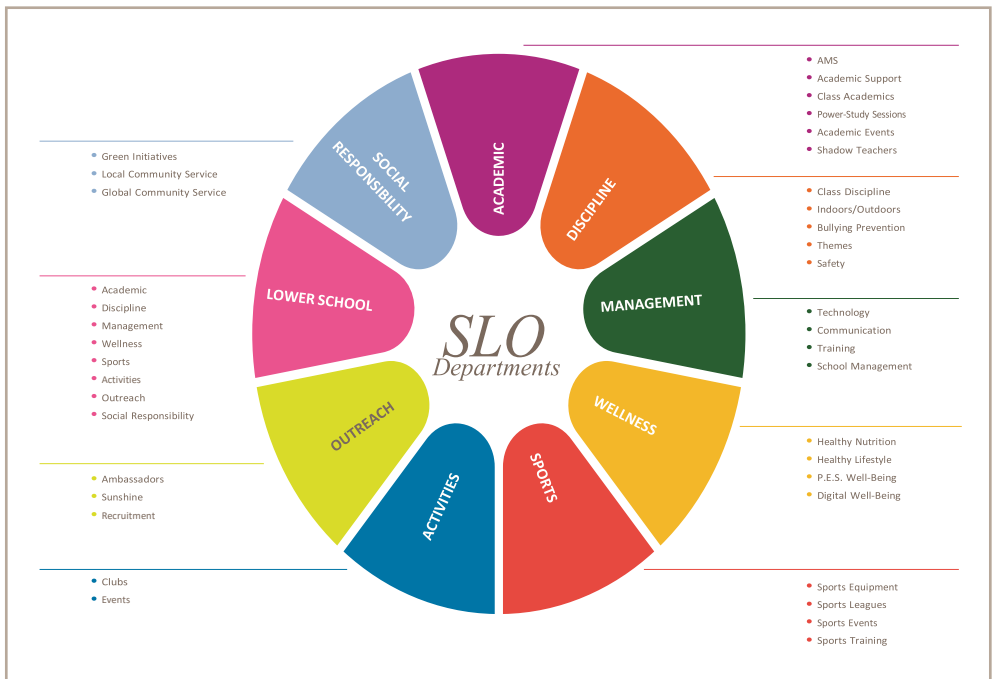 SLO
Departments
ACADEMIC
AMS
Academic Support
Class Academics
Power-Study Sessions
Academic Events
Shadow Teachers
DISCIPLINE
Class Discipline
Indoors/Outdoors
Bullying Prevention
Themes
Safety
MANAGEMENT
Technology
Communication
Training
School Management
WELLNESS
Healthy Nutrition
Healthy Lifestyle
P.E.S. Well-Being
Digital Well-Being
SPORTS
Sports Equipment
Sports Leagues
Sports Events
Sports Training
ACTIVITIES
Clubs
Events
OUTREACH
Ambassadors
Sunshine
Recruitment
LOWER SCHOOL
Academic
Discipline
Management
Wellness
Sports
Activities
Outreach
Social Responsibility
SOCIAL
RESPONSIBILITY
Green Initiatives
Local Community Service
Global Community Service